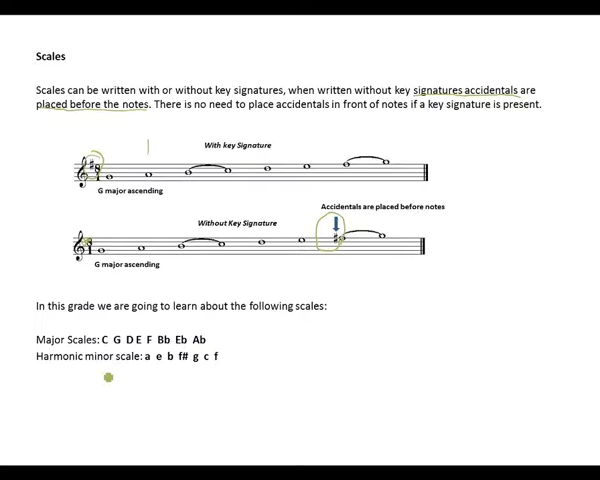 Scales
Scales can be written with or without key signatures, when written without key signatures accidentals are
placed before the notes. There is no need to place accidentals in front of notes if a key signature is present.
With key Signature
G major ascending
Accidentals are placed before notes
Without Key Signature
G major ascending
In this grade we are going to learn about the following scales:
Major Scales: C G D E F Bb Eb Ab
Harmonic minor scale: a e b f# g c f